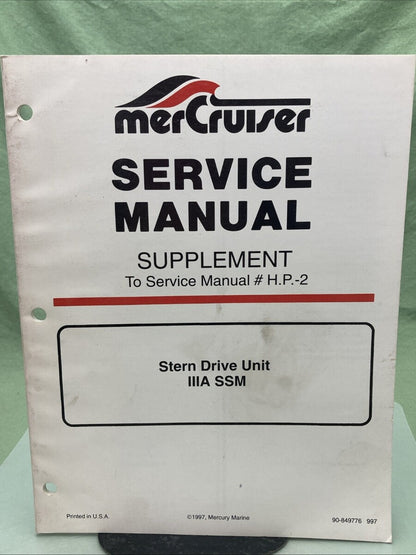 merCruiser
SERVICE
MANUAL
SUPPLEMENT
To Service Manual # H.P.-2
Stern Drive Unit
IIIA SSM
Printed in U.S.A. ©1997, Mercury Marine 90-849776 997